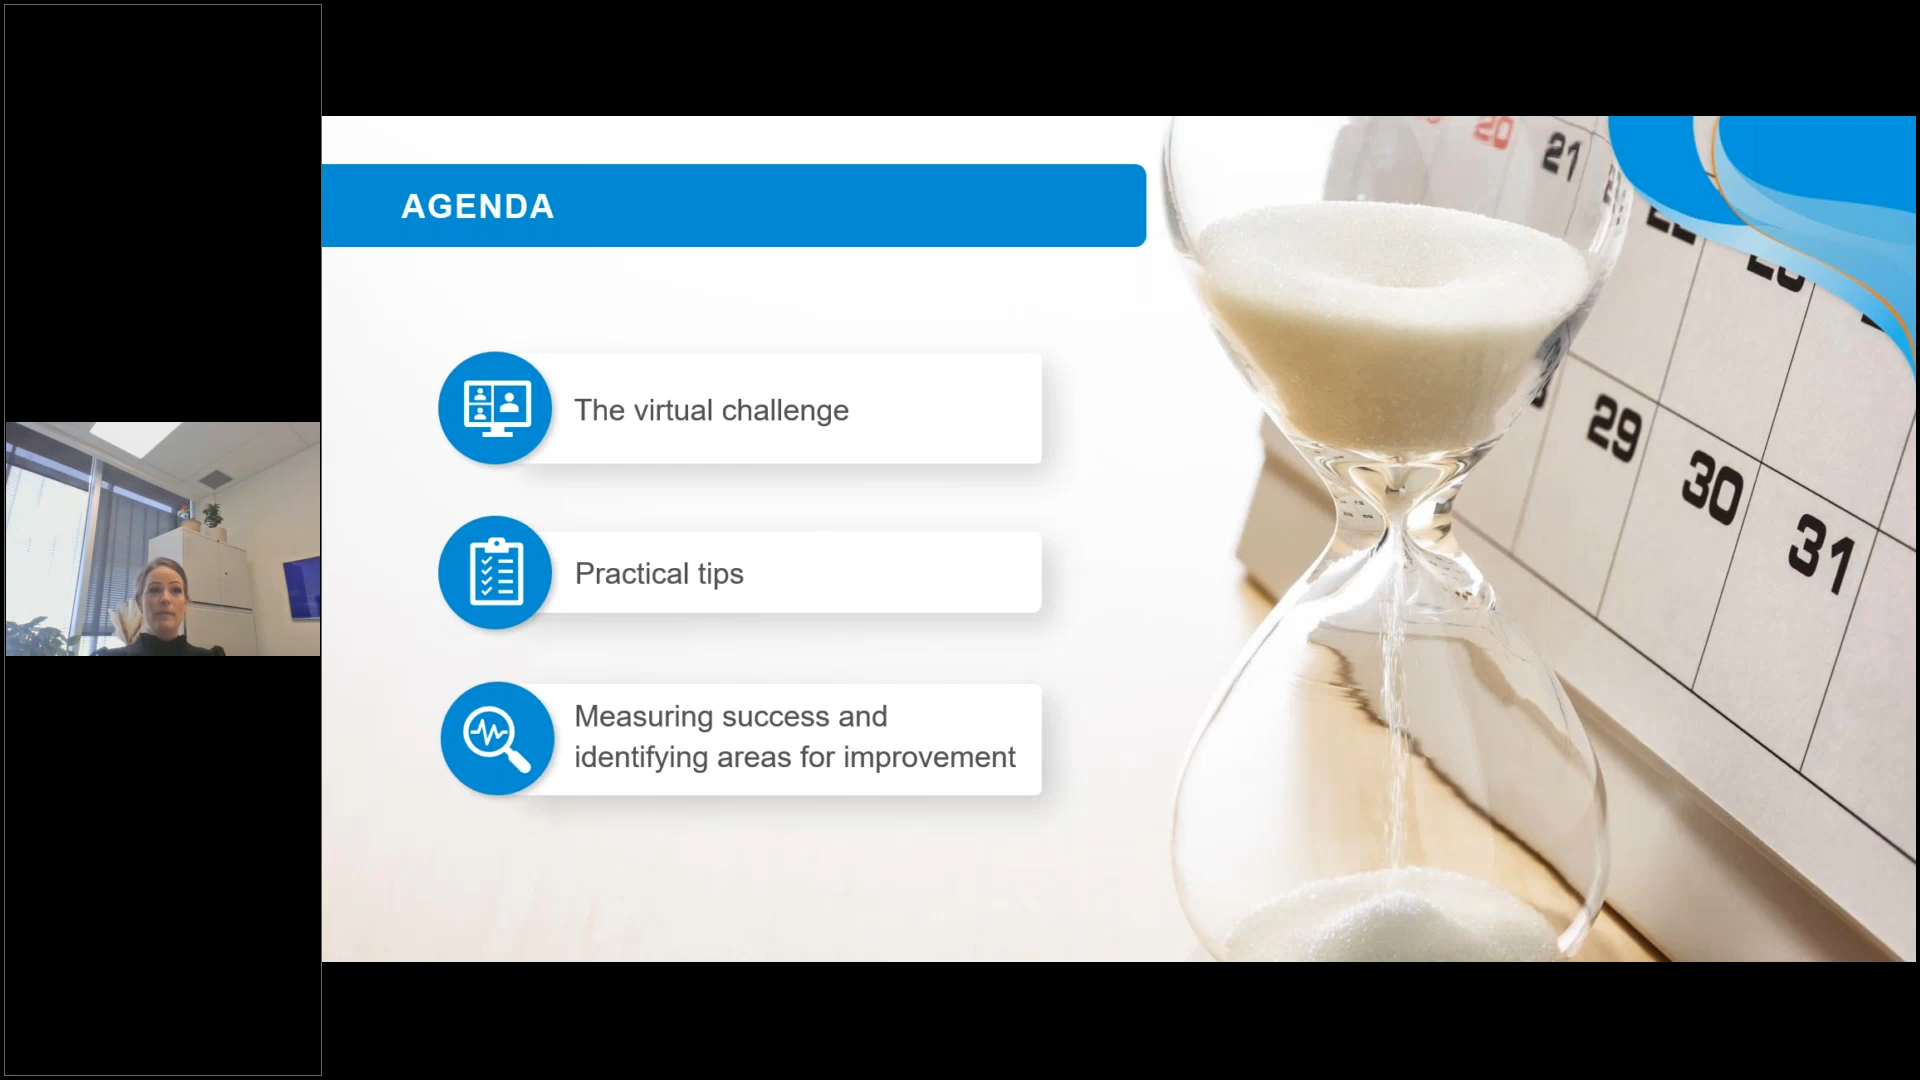 AGENDA
The virtual challenge
Practical tips
Measuring success and
identifying areas for improvement
20
21
29
30
31